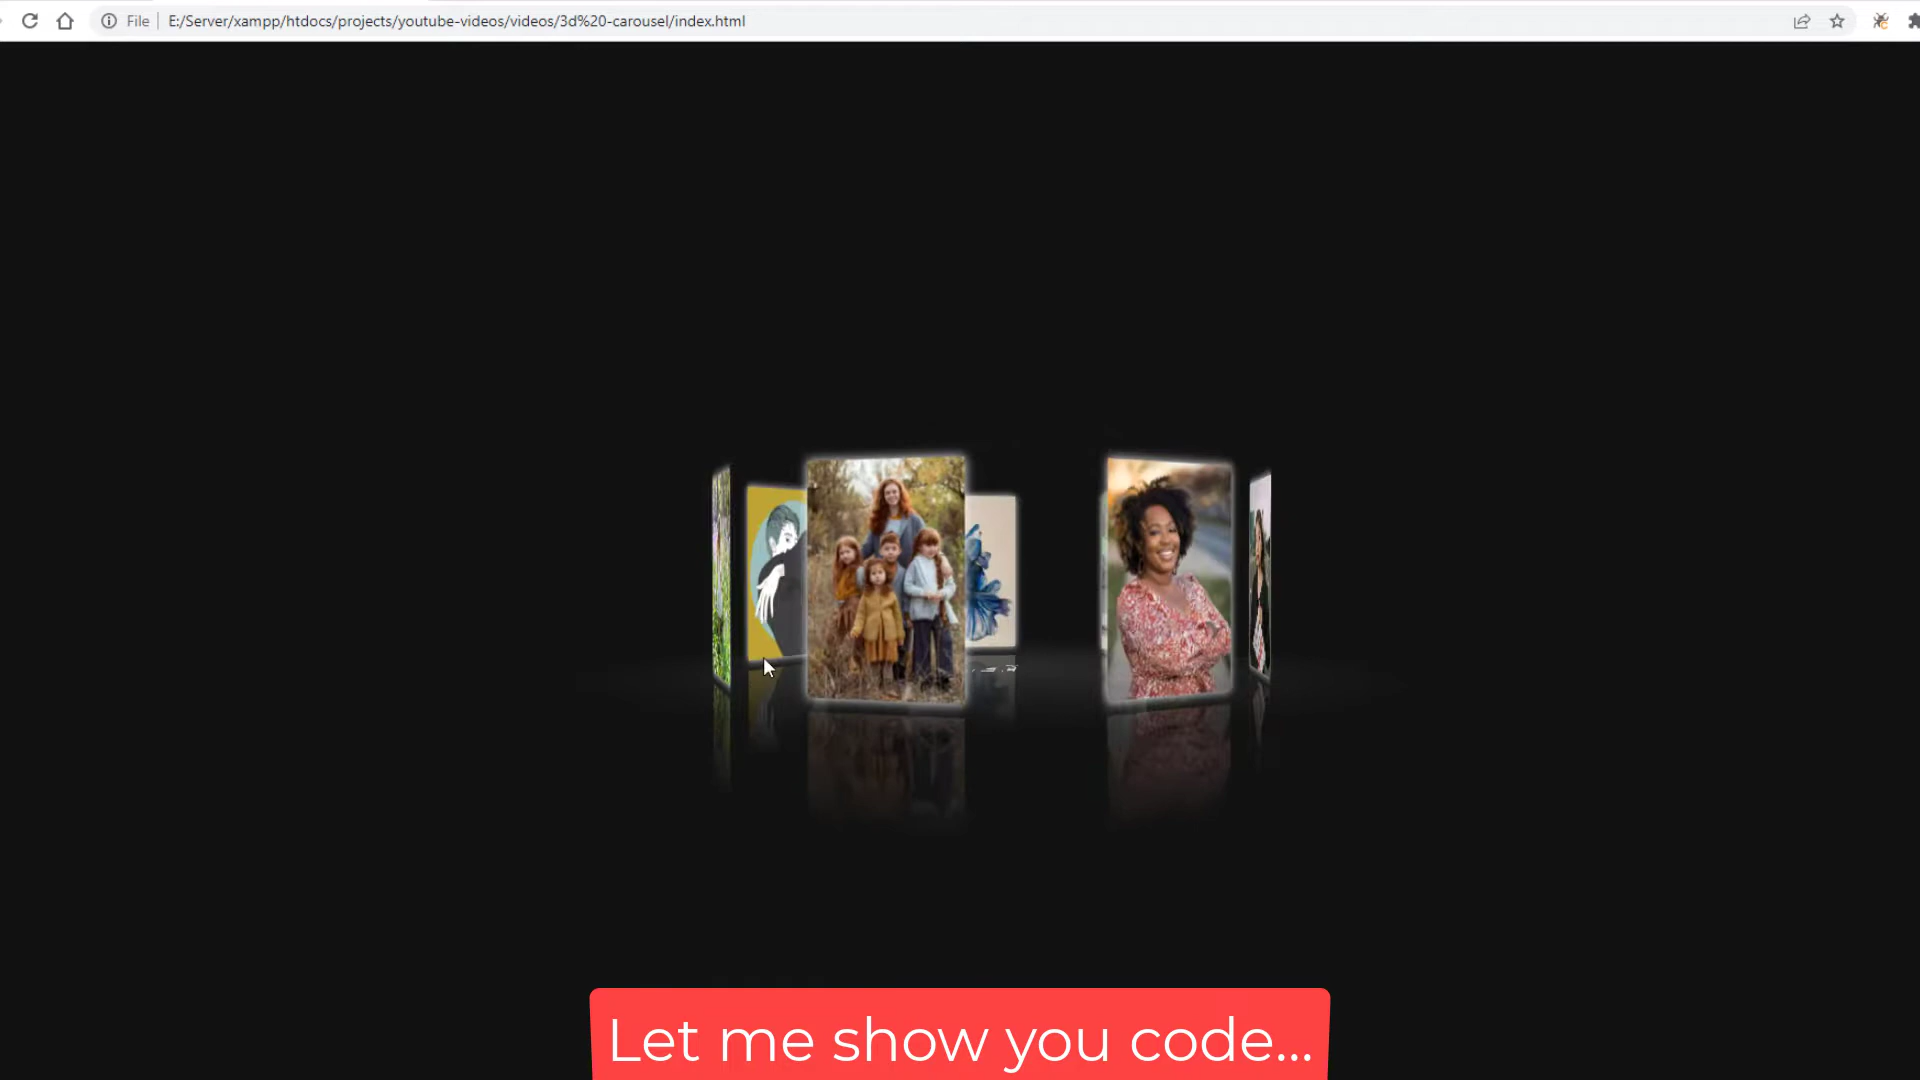 File
E:/Server/xampp/htdocs/projects/youtube-videos/videos/3d%20-carousel/index.html
Let me show you code...